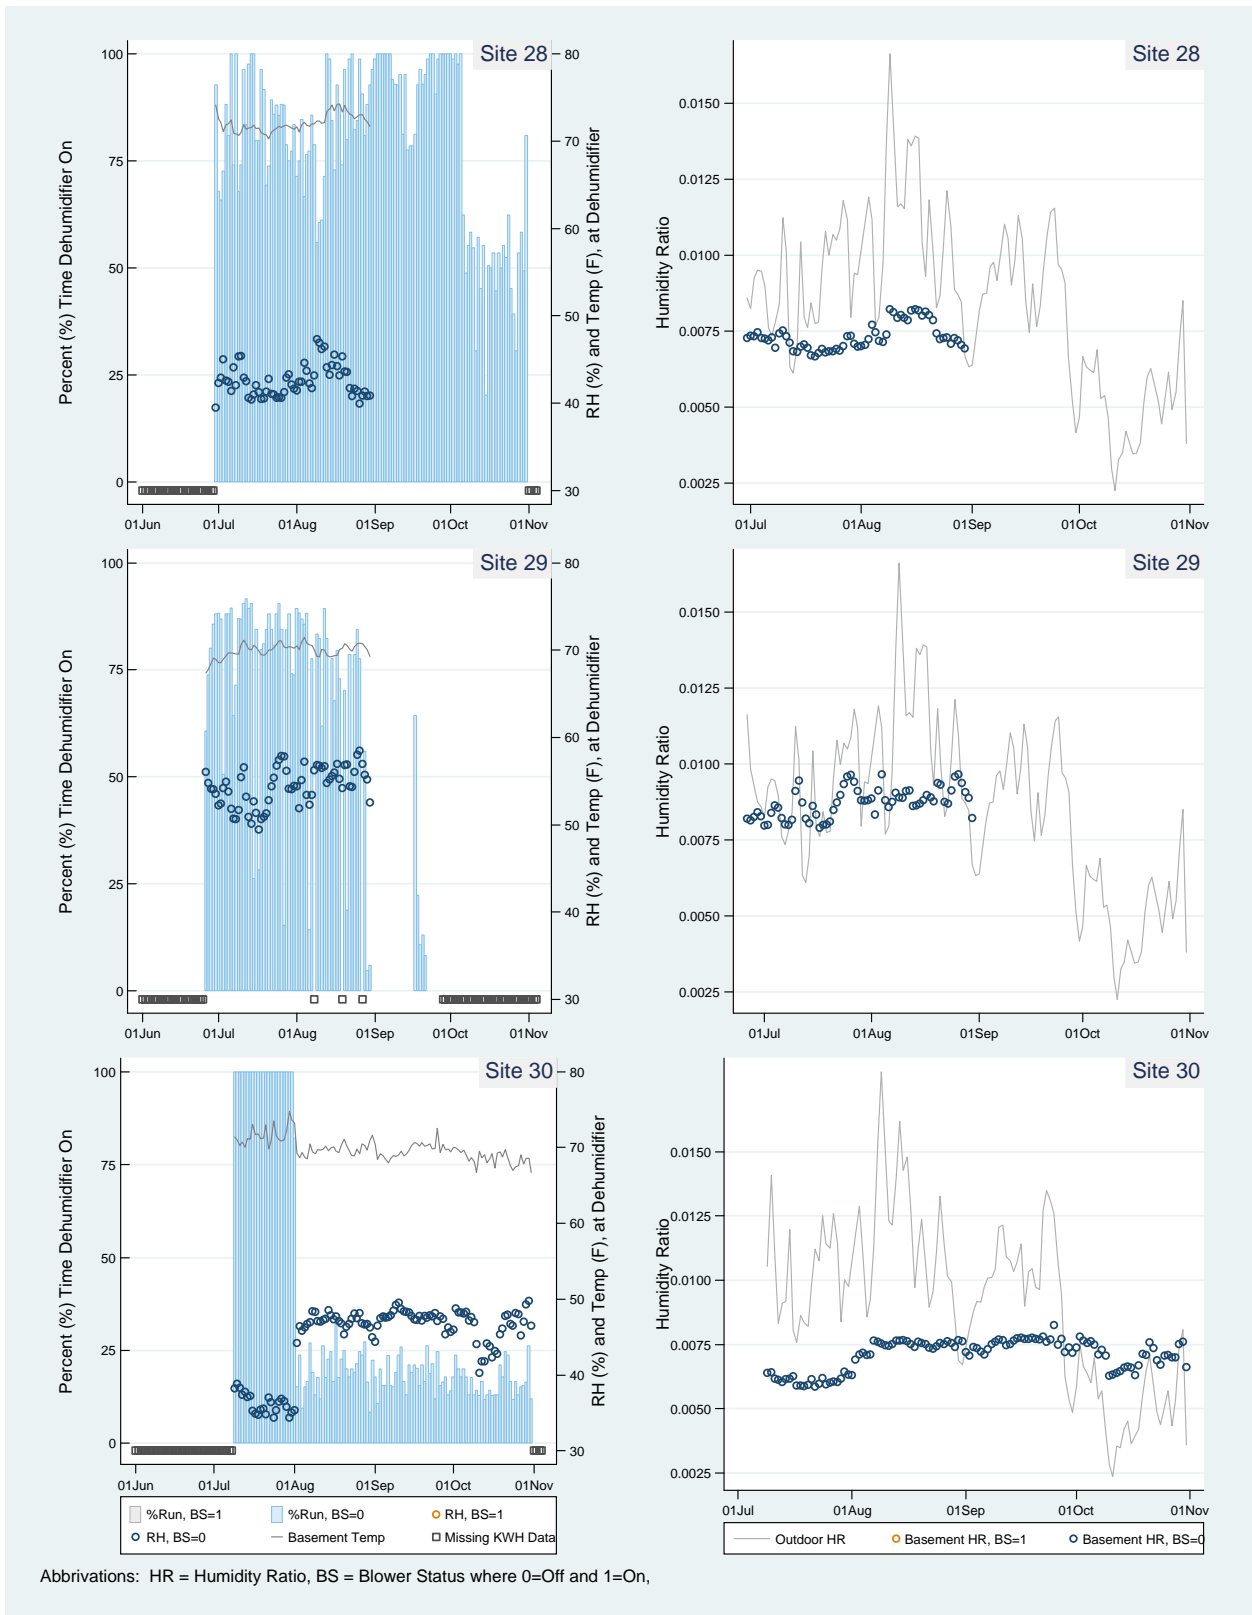 Site 28
Percent (%) Time Dehumidifier On
100
75
50
25
0
80
70
60
50
40
30
RH (%) and Temp (F), at Dehumidifier
01Jun 01Jul 01Aug 01Sep 01Oct 01Nov
Site 28
Humidity Ratio
0.0150
0.0125
0.0100
0.0075
0.0050
0.0025
01Jul 01Aug 01Sep 01Oct 01Nov
Site 29
Percent (%) Time Dehumidifier On
100
75
50
25
0
80
70
60
50
40
30
RH (%) and Temp (F), at Dehumidifier
01Jun 01Jul 01Aug 01Sep 01Oct 01Nov
Site 29
Humidity Ratio
0.0150
0.0125
0.0100
0.0075
0.0050
0.0025
01Jul 01Aug 01Sep 01Oct 01Nov
Site 30
Percent (%) Time Dehumidifier On
100
75
50
25
0
80
70
60
50
40
30
RH (%) and Temp (F), at Dehumidifier
01Jun 01Jul 01Aug 01Sep 01Oct 01Nov
%Run, BS=1 %Run, BS=0 RH, BS=1
RH, BS=0 Basement Temp Missing KWH Data
Site 30
Humidity Ratio
0.0150
0.0125
0.0100
0.0075
0.0050
0.0025
01Jul 01Aug 01Sep 01Oct 01Nov
Outdoor HR Basement HR, BS=1 Basement HR, BS=0
Abbrivations: HR = Humidity Ratio, BS = Blower Status where 0=Off and 1=On,